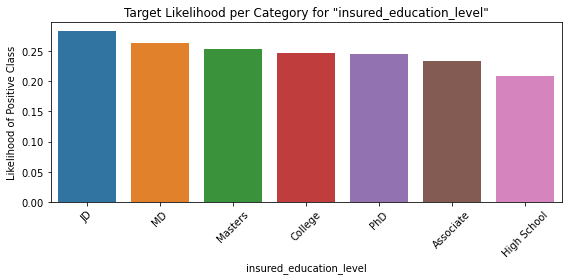 Target Likelihood per Category for "insured_education_level"
Likelihood of Positive Class
0.25
0.20
0.15
0.10
0.05
0.00
JD
MD
Masters
College
PhD
Associate
High School
insured_education_level